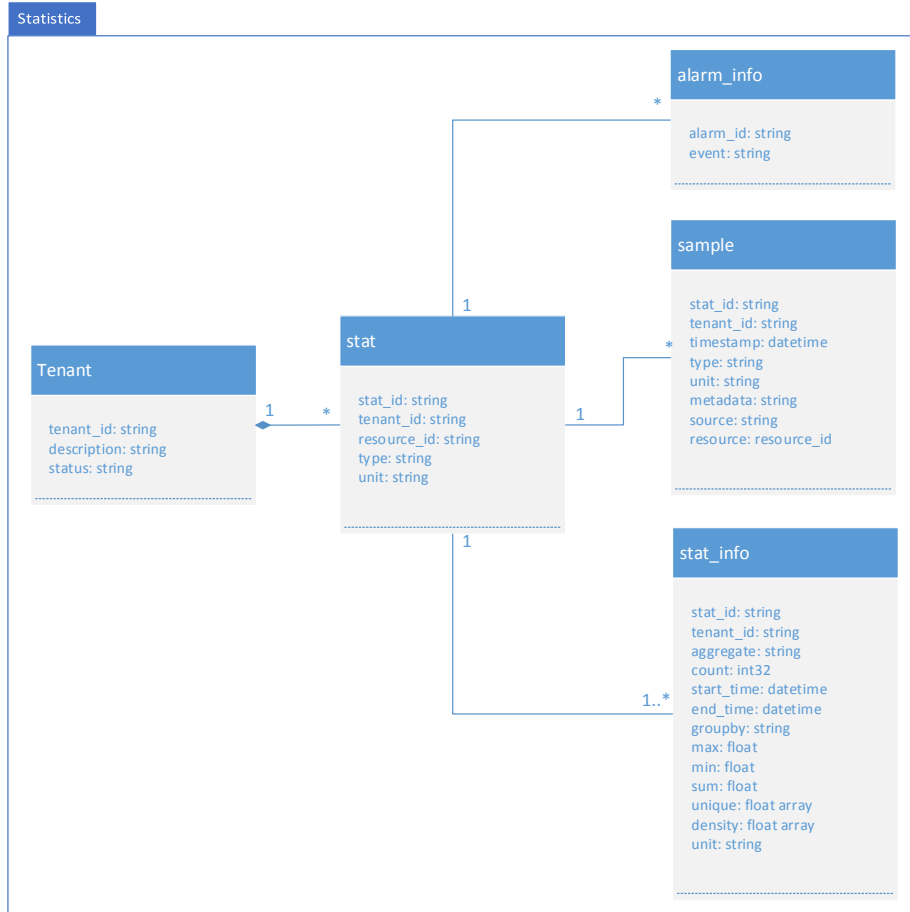 Statistics
alarm_info
*
alarm_id: string
event: string
sample
stat_id: string
tenant_id: string
timestamp: datetime
type: string
unit: string
metadata: string
source: string
resource: resource_id
*
1
1
stat
stat_id: string
tenant_id: string
resource_id: string
type: string
unit: string
1
Tenant
tenant_id: string
description: string
status: string
1
*
stat_info
stat_id: string
tenant_id: string
aggregate: string
count: int32
start_time: datetime
end_time: datetime
groupby: string
max: float
min: float
sum: float
unique: float array
density: float array
unit: string
1..*